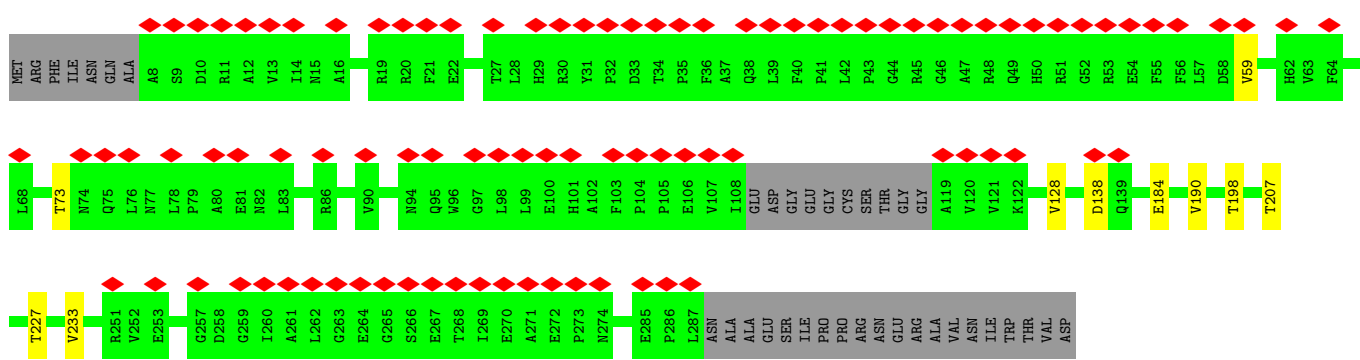 MET ARG PHE ILE ASN GLN ALA A8 S9 D10 R11 A12 V13 I14 N15 A16 R19 R20 F21 E22 T27 L28 H29 R30 Y31 P32 D33 T34 P35 F36 A37 Q38 L39 F40 P41 L42 P43 G44 R45 G46 A47 R48 Q49 H50 R51 G52 R53 E54 F55 F56 L57 D58 V59 H62 V63 F64
L68 T73 N74 Q75 L76 N77 L78 P79 A80 E81 N82 L83 R86 V90 N94 Q95 W96 G97 L98 L99 E100 H101 A102 F103 P104 P105 E106 V107 I108 GLU ASP GLY GLU GLY CYS SER THR GLY GLY A119 V120 V121 K122 V128 D138 Q139 E184 V190 T198 T207
T227 V233 R251 V252 E253 G257 D258 G259 I260 A261 L262 G263 E264 G265 S266 E267 T268 I269 E270 A271 E272 P273 N274 E285 P286 L287 ASN ALA ALA GLU SER ILE PRO PRO ARG ASN GLU ARG ALA VAL ASN ILE TRP THR VAL ASP